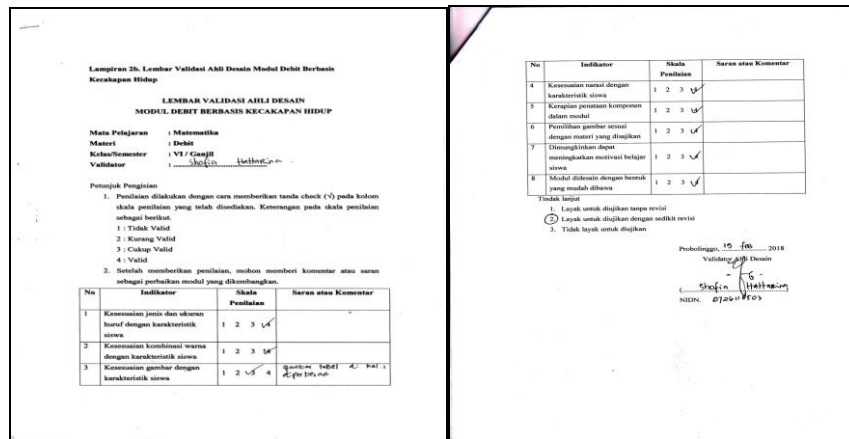 Lampiran 2b. Lembar Validasi Ahli Desain Modul Debit Berbasis
Kecakapan Hidup
LEMBAR VALIDASI AHLI DESAIN
MODUL DEBIT BERBASIS KECAKAPAN HIDUP
Mata Pelajaran : Matematika
Materi : Debit
Kelas/Semester : VI / Ganjil
Validator : Shofia Hattarina
Petunjuk Pengisian
1. Penilaian dilakukan dengan cara memberikan tanda check (√) pada kolom
skala penilaian yang telah disediakan. Keterangan pada skala penilaian
sebagai berikut.
1 : Tidak Valid
2 : Kurang Valid
3 : Cukup Valid
4 : Valid
2. Setelah memberikan penilaian, mohon memberi komentar atau saran
sebagai perbaikan modul yang dikembangkan.
No Indikator Skala Penilaian Saran atau Komentar
1 Kesesuaian jenis dan ukuran 1 2 3 4
huruf dengan karakteristik
siswa
2 Kesesuaian kombinasi warna 1 2 3 4
dengan karakteristik siswa
3 Kesesuaian gambar dengan 1 2 3 4 gambar tabel di hal.
karakteristik siswa diperbesar
No Indikator Skala Penilaian Saran atau Komentar
4 Kesesuaian narasi dengan 1 2 3 4
karakteristik siswa
5 Kerapian penataan komponen 1 2 3 4
dalam modul
6 Pemilihan gambar sesuai 1 2 3 4
dengan materi yang disajikan
7 Dimungkinkan dapat 1 2 3 4
meningkatkan motivasi belajar
siswa
8 Modul didesain dengan bentuk 1 2 3 4
yang mudah dibawa
Tindak lanjut
1. Layak untuk diujikan tanpa revisi
2. Layak untuk diujikan dengan sedikit revisi
3. Tidak layak untuk diujikan
Probolinggo, 2018
Validator Ahli Desain
Shofia Hattarina
NIDN.